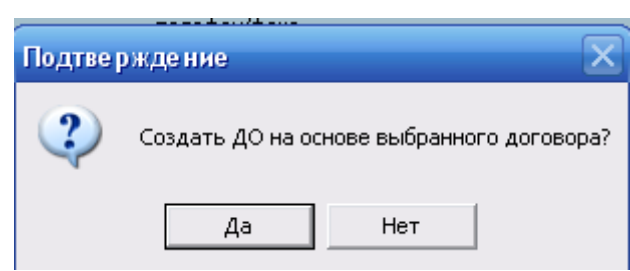 Подтверждение
Создать ДО на основе выбранного договора?
Да
Нет